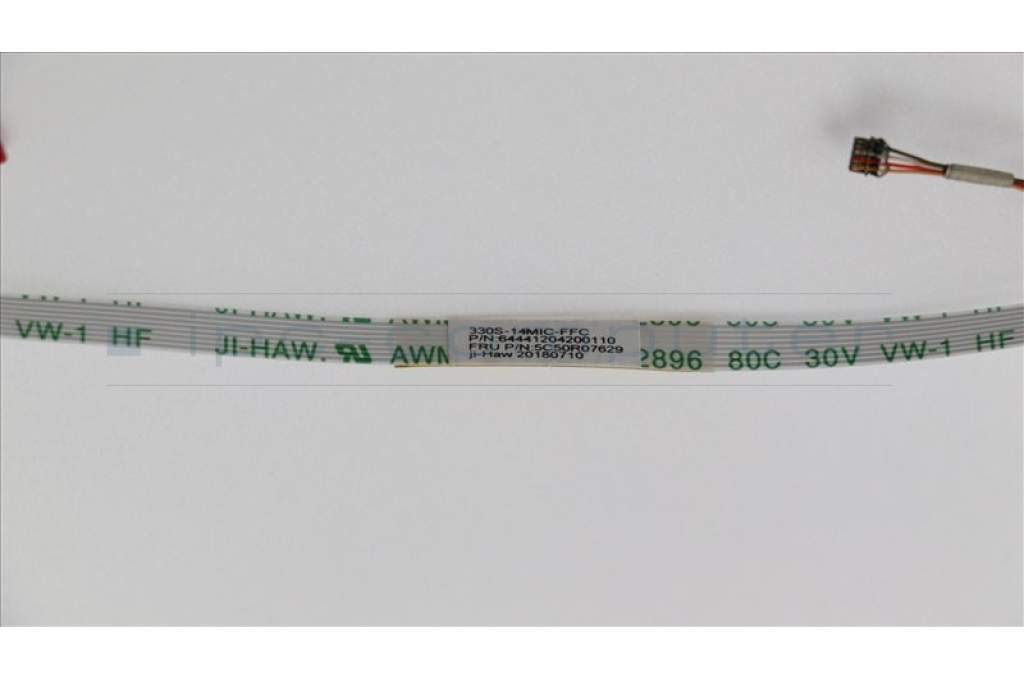 VW-1 HF JI-HAW. AWM 2896 80C 30V VW-1 HF
330S-14MIC-FFC
P/N:64441204200110
FRU P/N:5C50R07629
ji-Haw 20180710